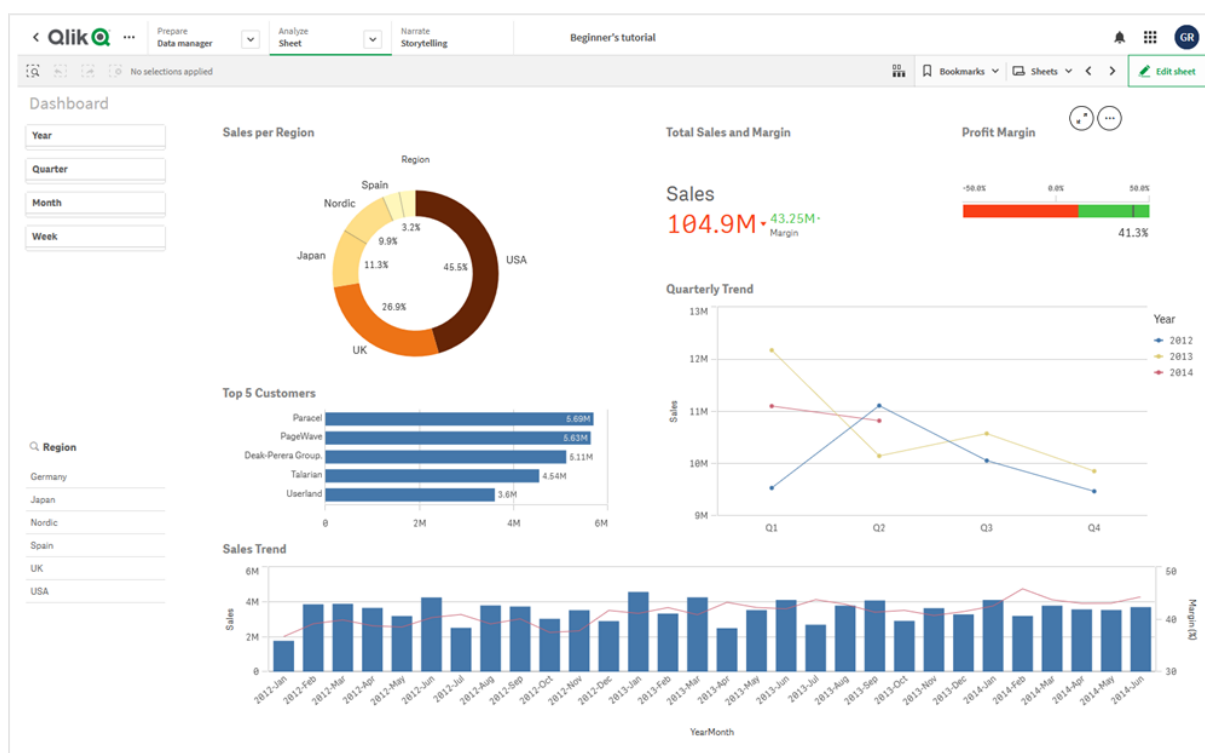 Qlik
Prepare
Data manager
Analyze
Sheet
Narrate
Storytelling
Beginner's tutorial
GR
No selections applied
Bookmarks
Sheets
Edit sheet
Dashboard
Year
Quarter
Month
Week
Region
Germany
Japan
Nordic
Spain
UK
USA
Sales per Region
Region
Spain
Nordic
Japan
UK
USA
3.2%
9.9%
11.3%
26.9%
45.5%
Total Sales and Margin
Sales
104.9M
43.25M
Margin
Profit Margin
-50.0% 0.0% 50.0%
41.3%
Top 5 Customers
Paracel 5.69M
PageWave 5.63M
Deak-Perera Group. 5.11M
Talarian 4.54M
Userland 3.6M
0 2M 4M 6M
Quarterly Trend
13M
12M
11M
10M
9M
Sales
Q1 Q2 Q3 Q4
Year
2012
2013
2014
Sales Trend
6M
4M
2M
0
Sales
50
40
30
Margin (%)
2012-Jan 2012-Feb 2012-Mar 2012-Apr 2012-May 2012-Jun 2012-Jul 2012-Aug 2012-Sep 2012-Oct 2012-Nov 2012-Dec 2013-Jan 2013-Feb 2013-Mar 2013-Apr 2013-May 2013-Jun 2013-Jul 2013-Aug 2013-Sep 2013-Oct 2013-Nov 2013-Dec 2014-Jan 2014-Feb 2014-Mar 2014-Apr 2014-May 2014-Jun
YearMonth